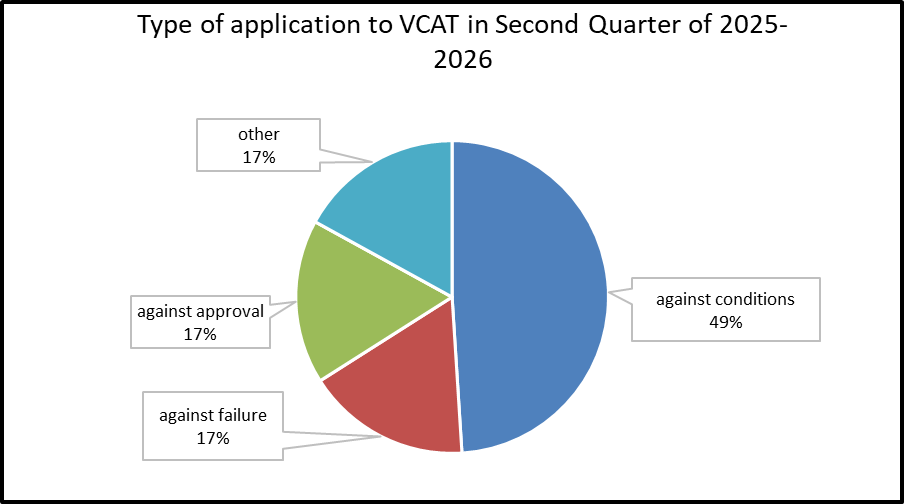 Type of application to VCAT in Second Quarter of 2025-
2026
other
17%
against conditions
49%
against approval
17%
against failure
17%